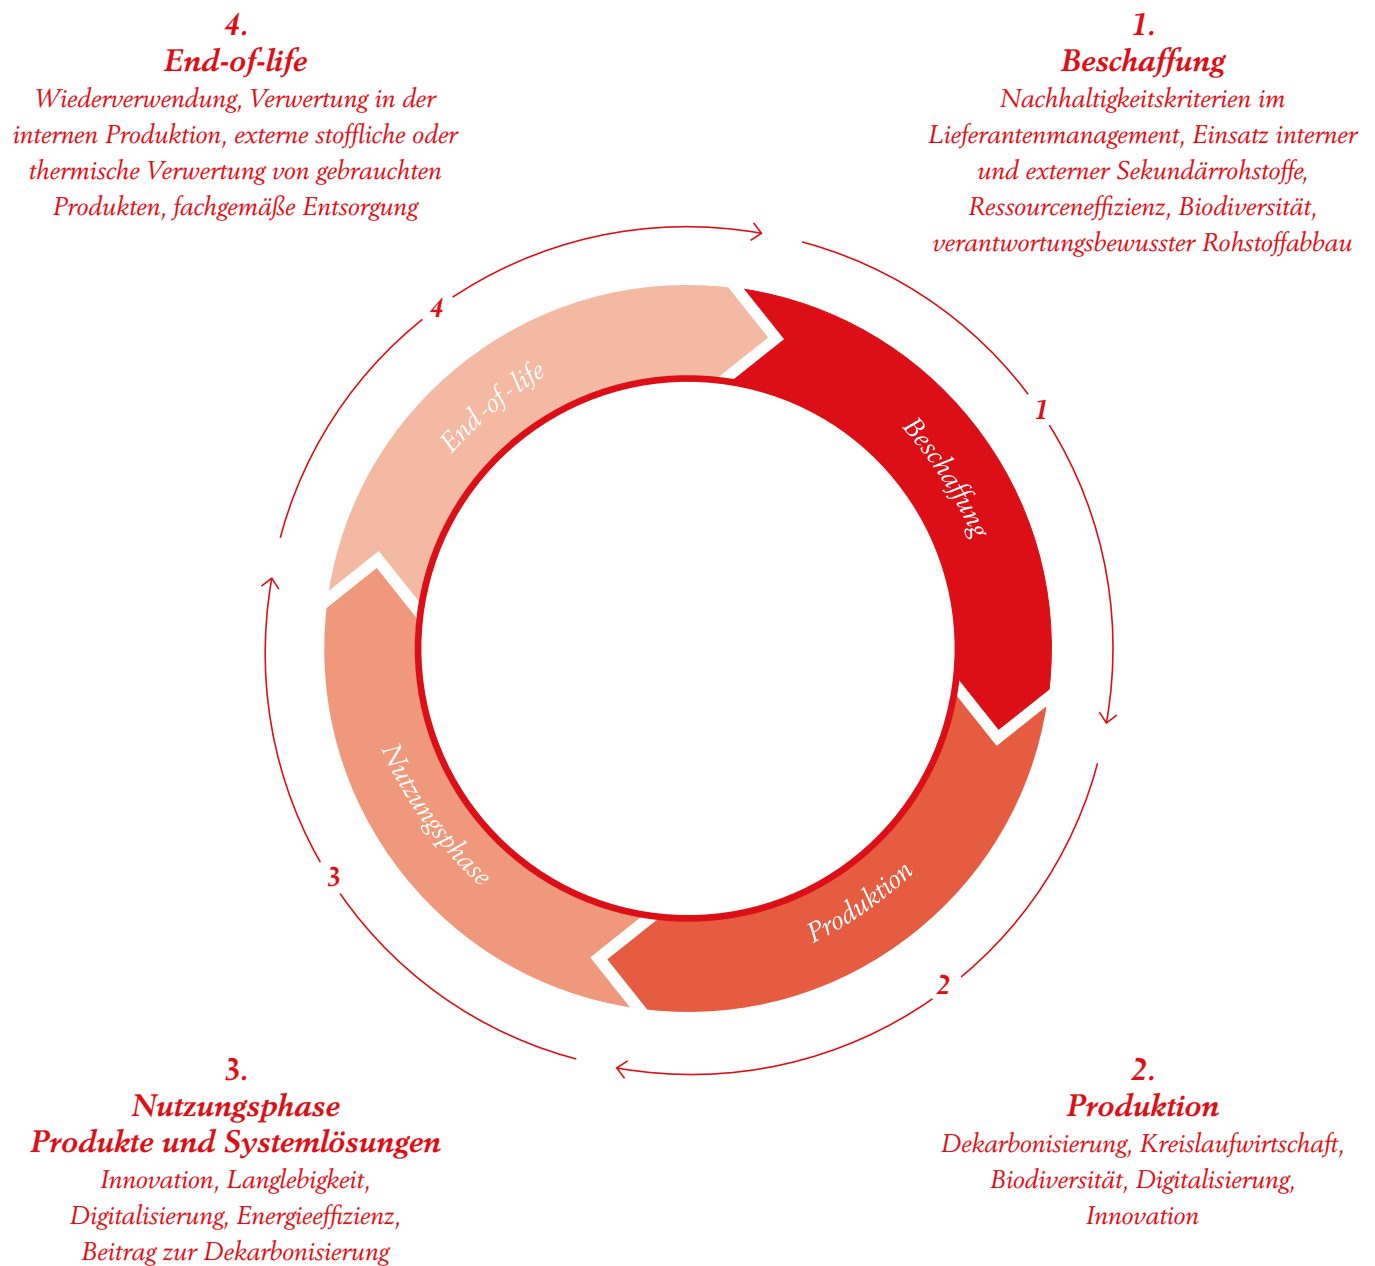 4.
End-of-life
Wiederverwendung, Verwertung in der
internen Produktion, externe stoffliche oder
thermische Verwertung von gebrauchten
Produkten, fachgemäße Entsorgung
1.
Beschaffung
Nachhaltigkeitskriterien im
Lieferantenmanagement, Einsatz interner
und externer Sekundärrohstoffe,
Ressourceneffizienz, Biodiversität,
verantwortungsbewusster Rohstoffabbau
4
1
End-of-life
Beschaffung
Nutzungsphase
Produktion
3
2
3.
Nutzungsphase
Produkte und Systemlösungen
Innovation, Langlebigkeit,
Digitalisierung, Energieeffizienz,
Beitrag zur Dekarbonisierung
2.
Produktion
Dekarbonisierung, Kreislaufwirtschaft,
Biodiversität, Digitalisierung,
Innovation